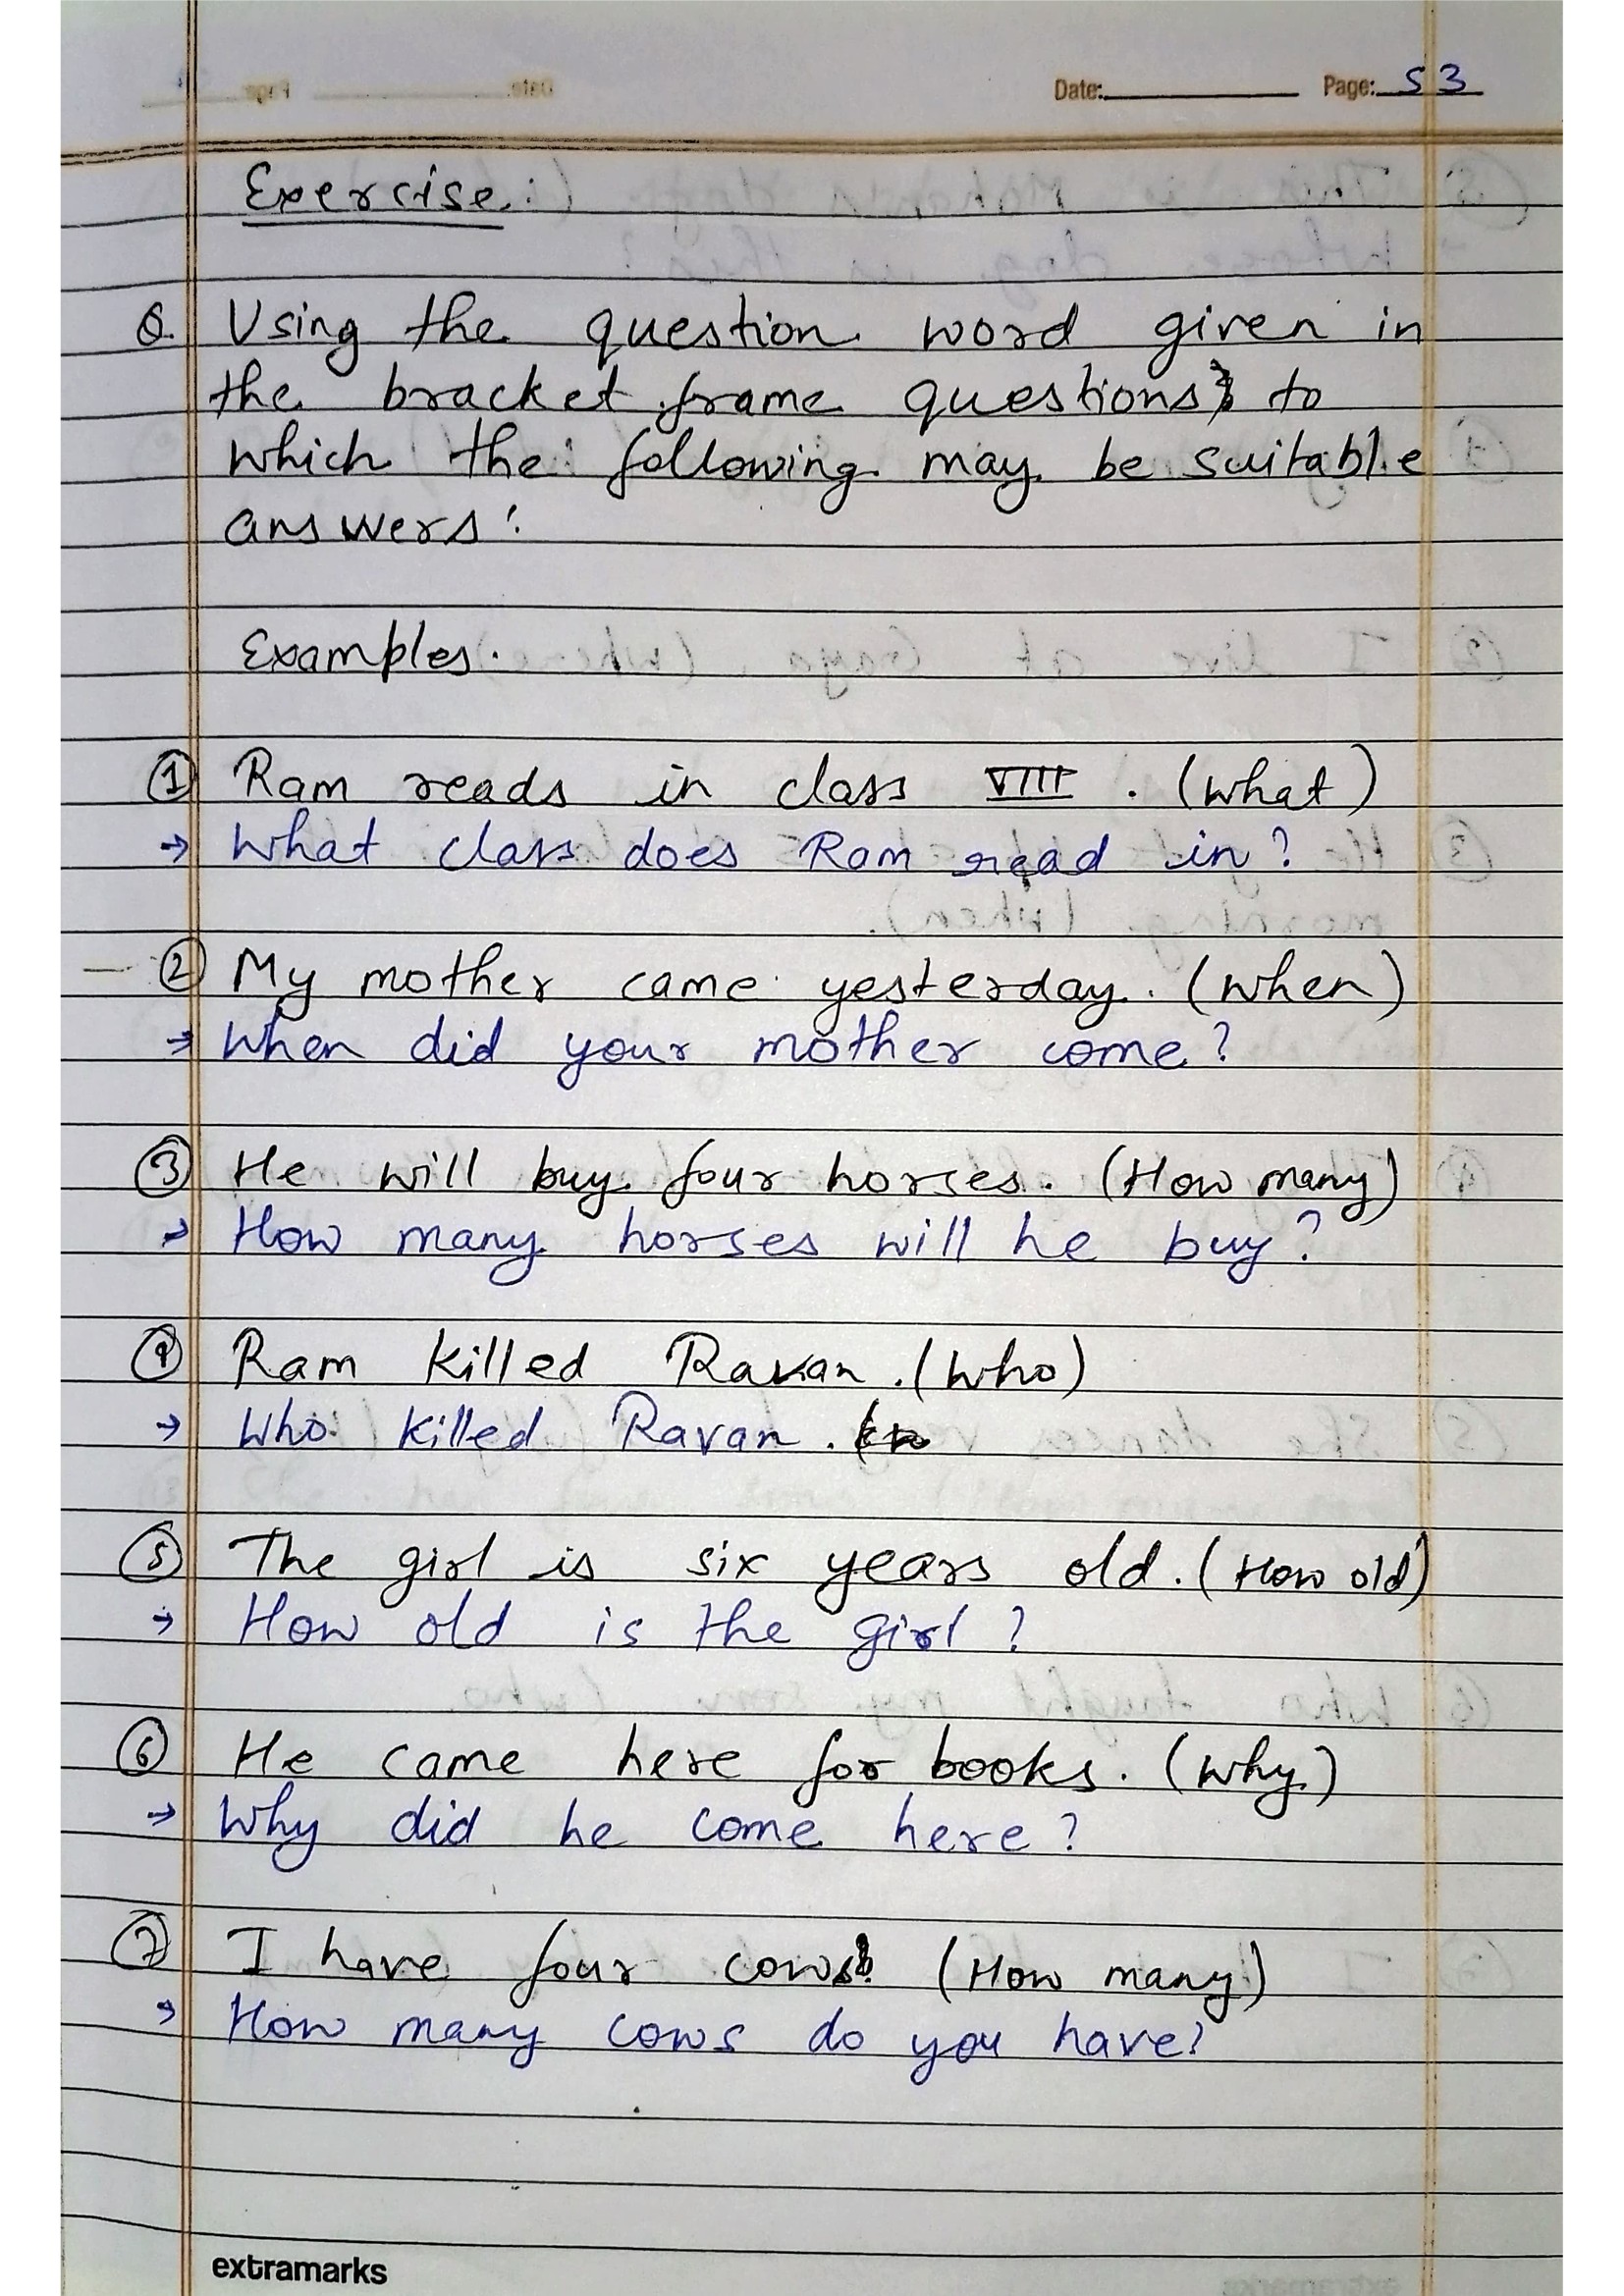 Date: Page: 53
Exercise:
Q. Using the question word given in
the bracket frame questions to
which the following may be suitable
answers:
Examples.
① Ram reads in class VIII. (what)
→ What class does Ram read in?
② My mother came yesterday. (when)
→ When did your mother come?
③ He will buy four horses. (How many)
→ How many horses will he buy?
④ Ram killed Ravan. (who)
→ Who killed Ravan.
⑤ The girl is six years old. (How old)
→ How old is the girl?
⑥ He came here for books. (why)
→ Why did he come here?
⑦ I have four cows. (How many)
→ How many cows do you have?
extramarks